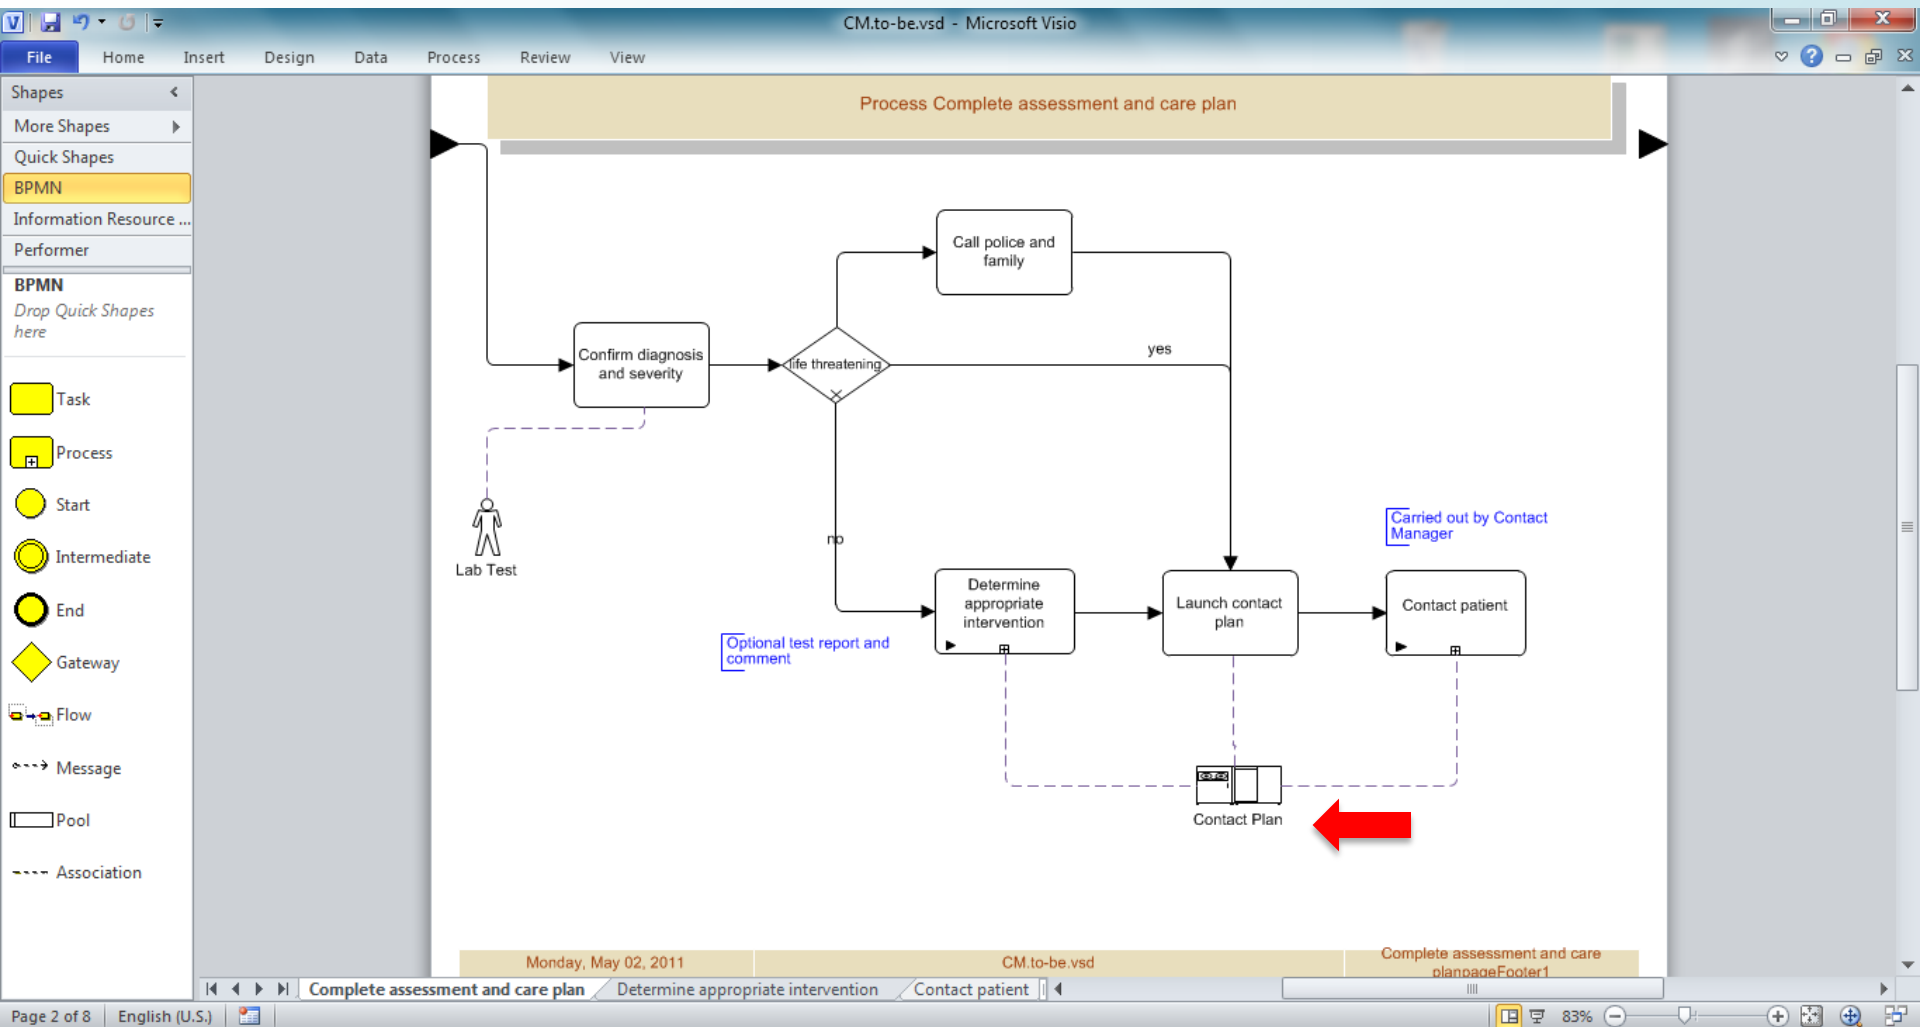 CM.to-be.vsd - Microsoft Visio
File
Home
Insert
Design
Data
Process
Review
View
Shapes
More Shapes
Quick Shapes
BPMN
Information Resource ...
Performer
BPMN
Drop Quick Shapes
here
Task
Process
Start
Intermediate
End
Gateway
Flow
Message
Pool
Association
Process Complete assessment and care plan
Call police and
family
Confirm diagnosis
and severity
life threatening
yes
no
Lab Test
Carried out by Contact
Manager
Determine
appropriate
intervention
Launch contact
plan
Contact patient
Optional test report and
comment
Contact Plan
Monday, May 02, 2011
CM.to-be.vsd
Complete assessment and care
planpageFooter1
Complete assessment and care plan
Determine appropriate intervention
Contact patient
Page 2 of 8
English (U.S.)
83%